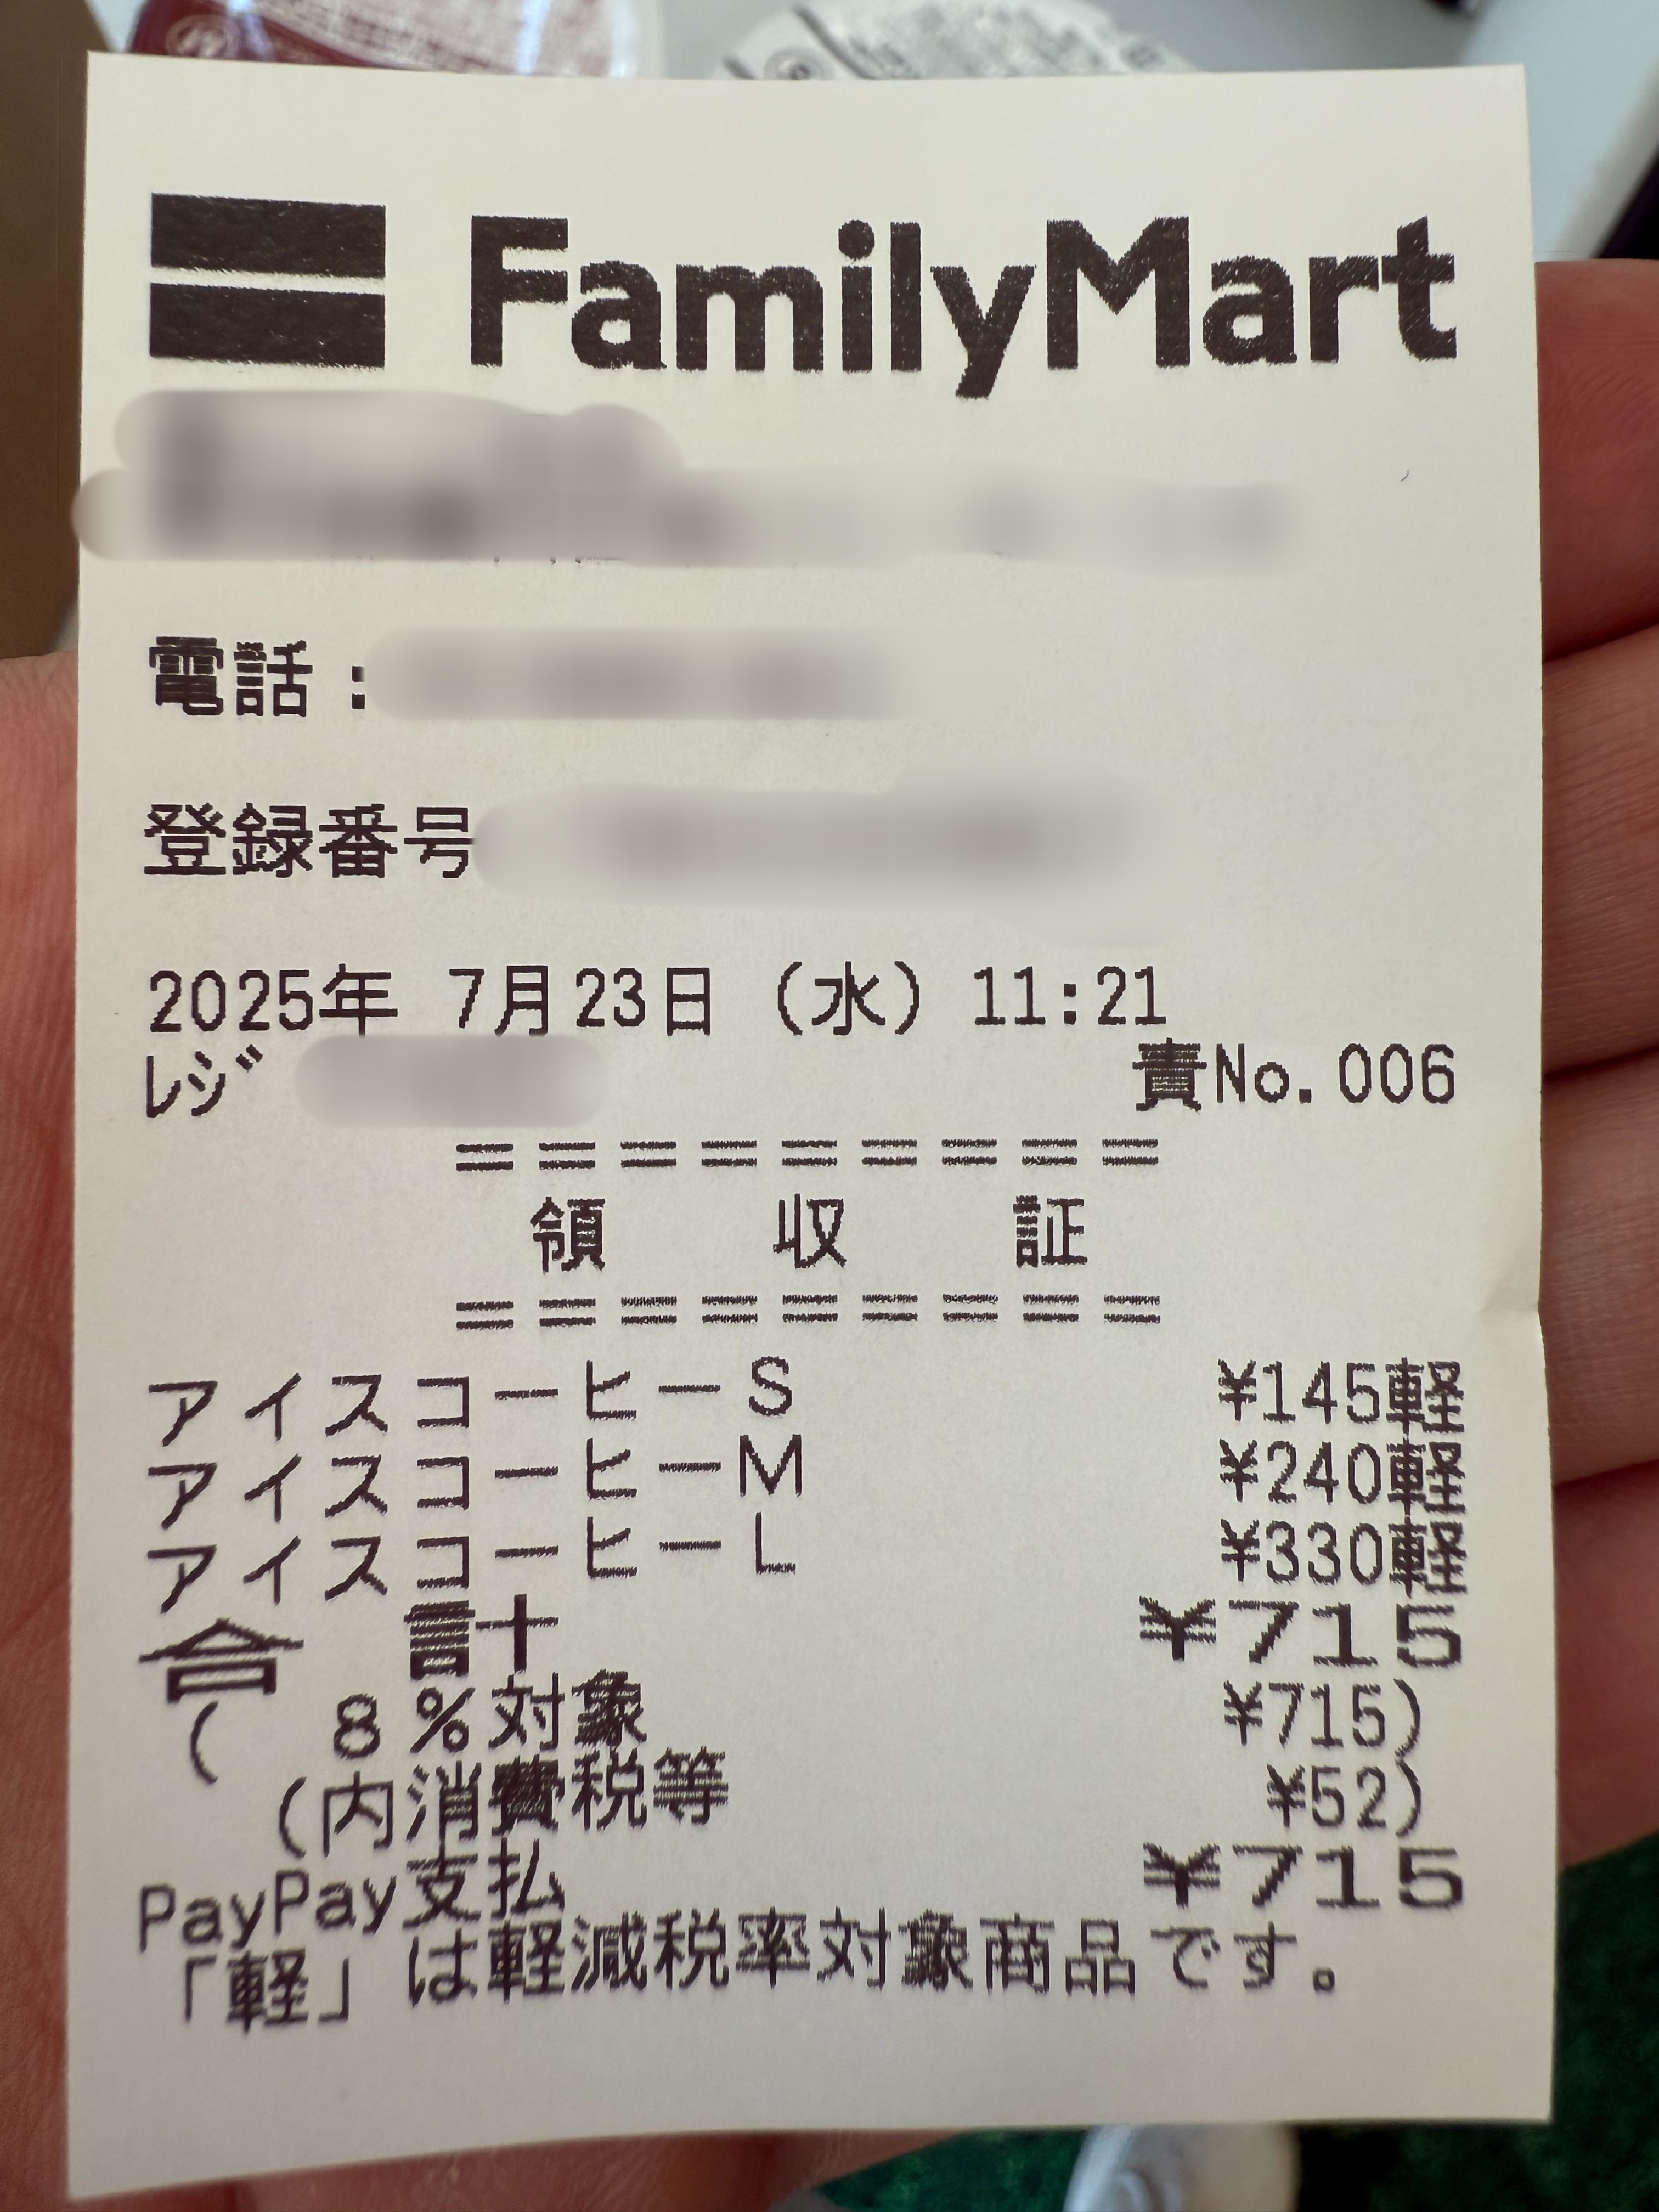 FamilyMart
電話:
登録番号
2025年 7月23日 (水) 11:21
レジ 責No.006
=========
領 収 証
=========
アイスコーヒーS ¥145軽
アイスコーヒーM ¥240軽
アイスコーヒーL ¥330軽
合 計 ¥715
( 8%対象 ¥715)
(内消費税等 ¥52)
PayPay支払 ¥715
「軽」は軽減税率対象商品です。